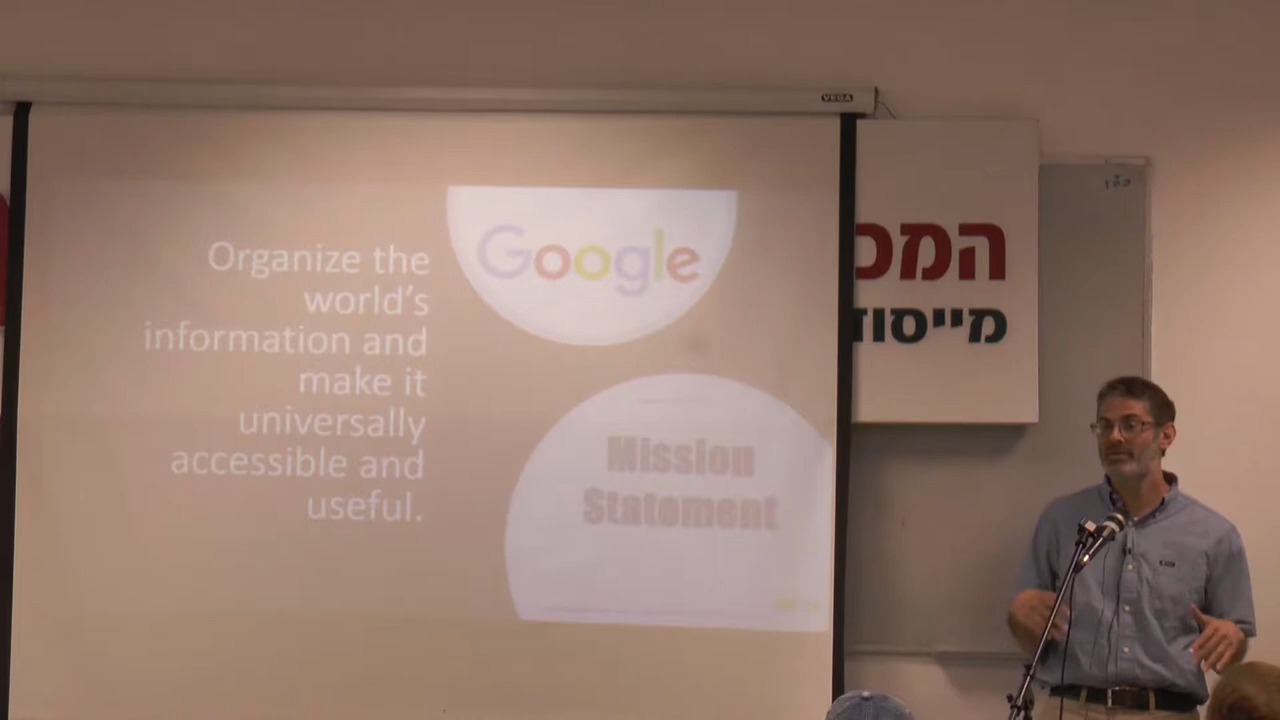 VEGA
Organize the
world's
information and
make it
universally
accessible and
useful.
Google
Mission
Statement
המכ
מייסוד